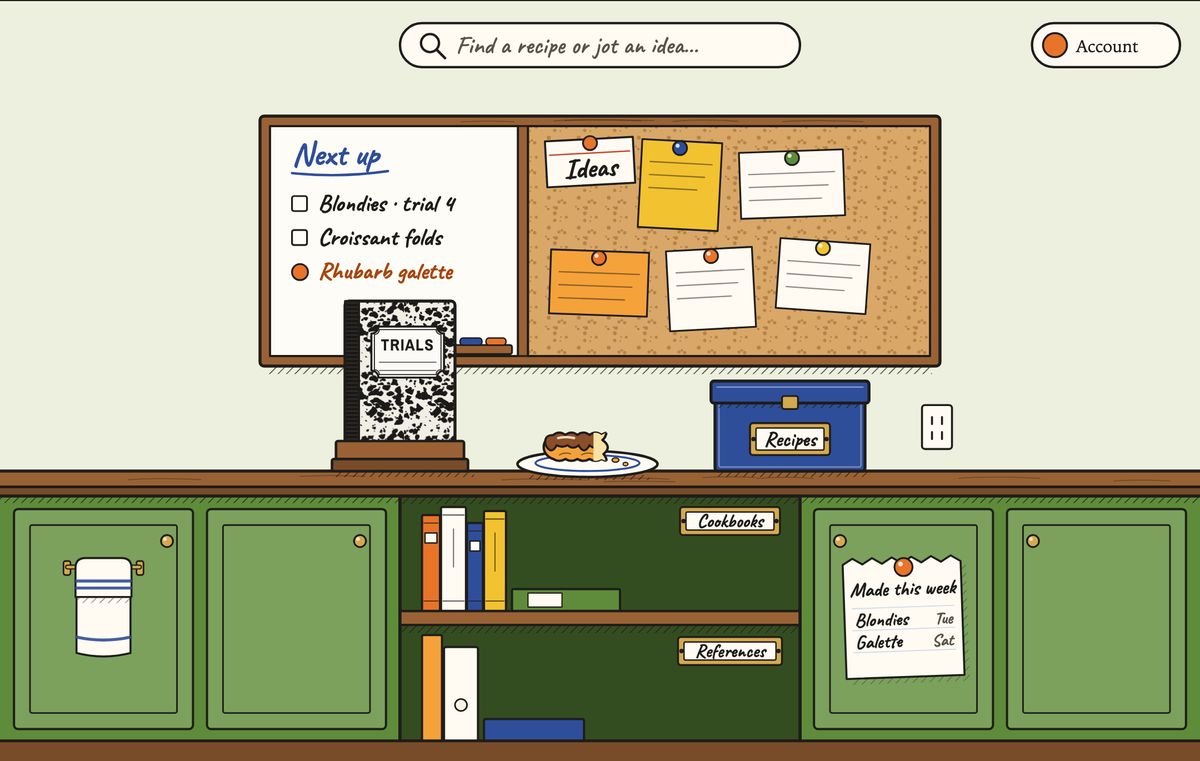 Find a recipe or jot an idea...
Account
Next up
Blondies · trial 4
Croissant folds
Rhubarb galette
Ideas
TRIALS
Recipes
Cookbooks
References
Made this week
Blondies Tue
Galette Sat